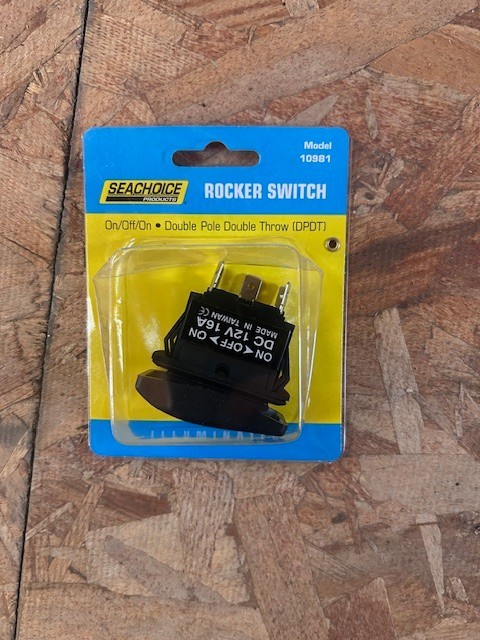 Model
10981
SEACHOICE
PRODUCTS
ROCKER SWITCH
On/Off/On • Double Pole Double Throw (DPDT)
ON <OFF> ON
DC 12V 16A
MADE IN TAIWAN CE